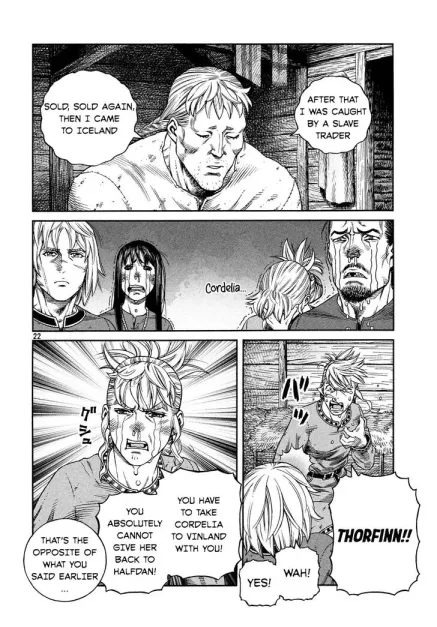 AFTER THAT
I WAS CAUGHT
BY A SLAVE
TRADER
SOLD, SOLD AGAIN,
THEN I CAME
TO ICELAND
Cordelia...
22
バッ
THORFINN!!
WAH!
YES!
グシュ
YOU HAVE
TO TAKE
CORDELIA
TO VINLAND
WITH YOU!
YOU
ABSOLUTELY
CANNOT
GIVE HER
BACK TO
HALFDAN!
THAT'S THE
OPPOSITE OF
WHAT YOU
SAID EARLIER
...